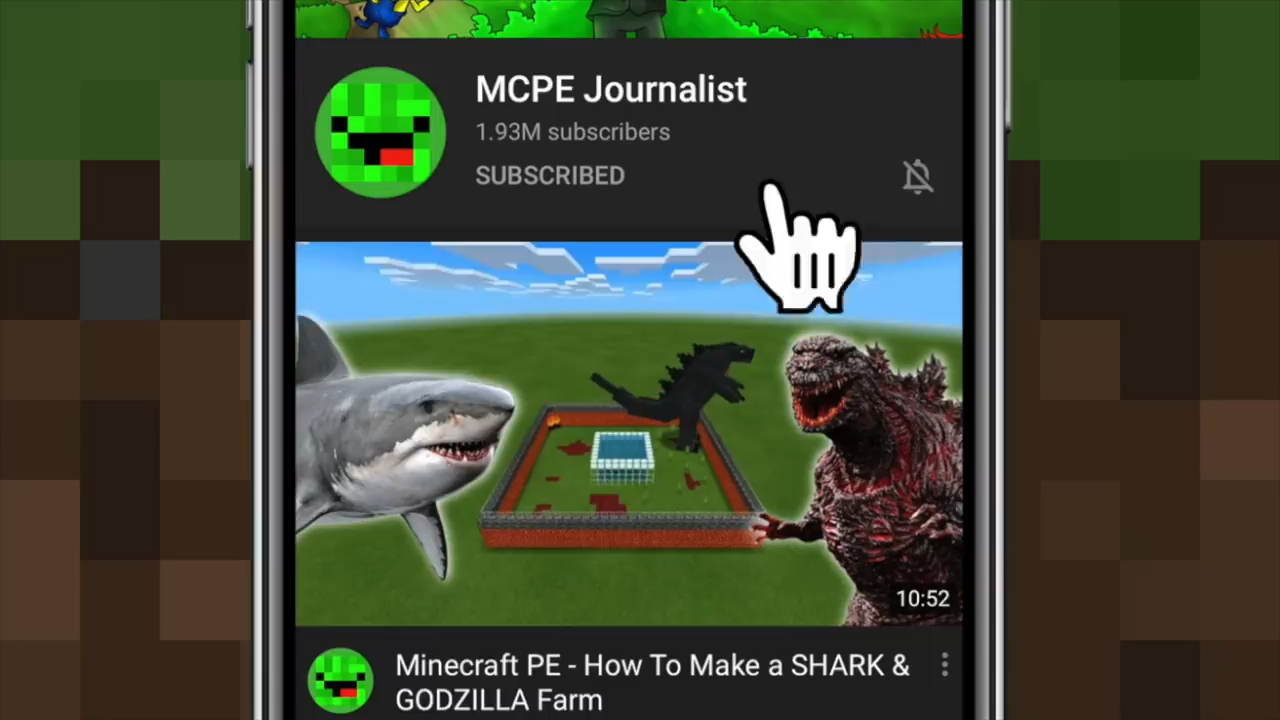 MCPE Journalist
1.93M subscribers
SUBSCRIBED
10:52
Minecraft PE - How To Make a SHARK &
GODZILLA Farm